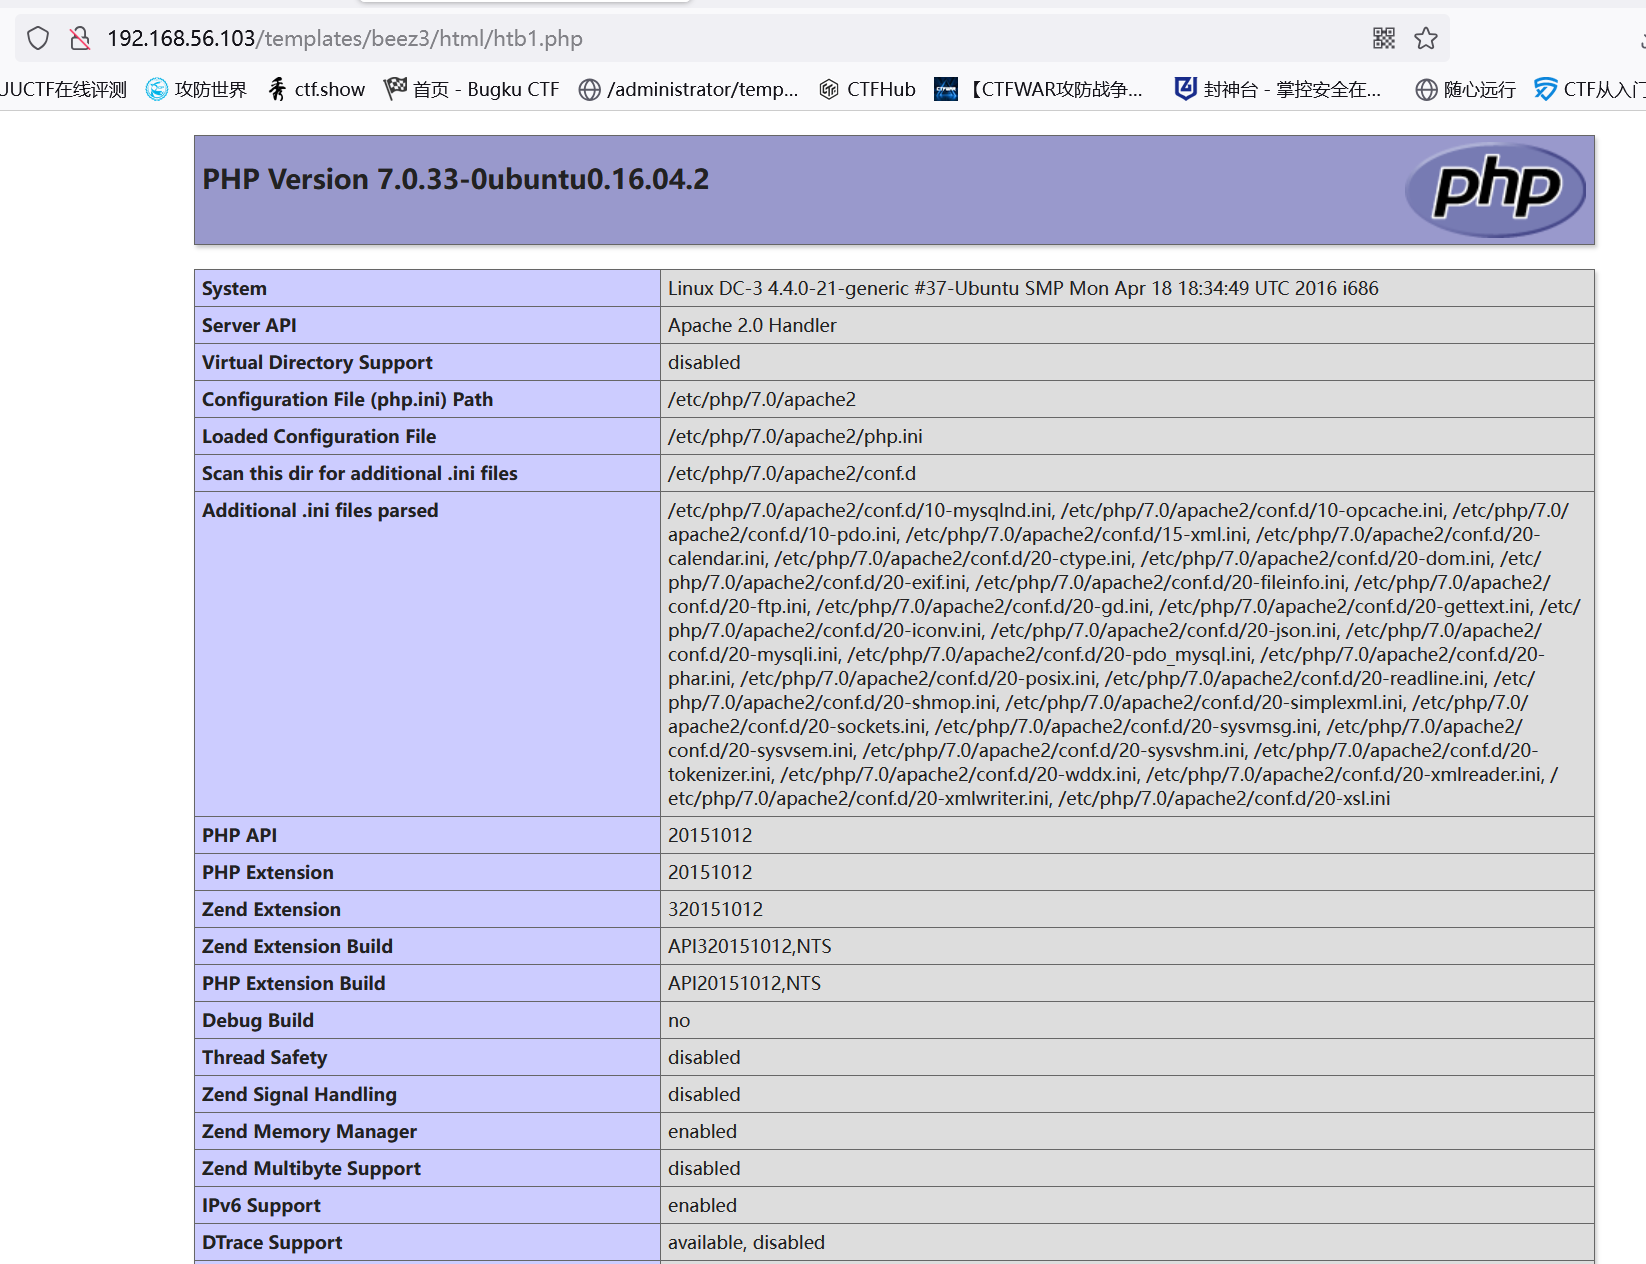 192.168.56.103/templates/beez3/html/htb1.php
UUCTF在线评测 攻防世界 ctf.show 首页 - Bugku CTF /administrator/temp... CTFHub 【CTFWAR攻防战争... 封神台 - 掌控安全在... 随心远行 CTF从入门
PHP Version 7.0.33-0ubuntu0.16.04.2
php
System Linux DC-3 4.4.0-21-generic #37-Ubuntu SMP Mon Apr 18 18:34:49 UTC 2016 i686
Server API Apache 2.0 Handler
Virtual Directory Support disabled
Configuration File (php.ini) Path /etc/php/7.0/apache2
Loaded Configuration File /etc/php/7.0/apache2/php.ini
Scan this dir for additional .ini files /etc/php/7.0/apache2/conf.d
Additional .ini files parsed /etc/php/7.0/apache2/conf.d/10-mysqlnd.ini, /etc/php/7.0/apache2/conf.d/10-opcache.ini, /etc/php/7.0/
apache2/conf.d/10-pdo.ini, /etc/php/7.0/apache2/conf.d/15-xml.ini, /etc/php/7.0/apache2/conf.d/20-
calendar.ini, /etc/php/7.0/apache2/conf.d/20-ctype.ini, /etc/php/7.0/apache2/conf.d/20-dom.ini, /etc/
php/7.0/apache2/conf.d/20-exif.ini, /etc/php/7.0/apache2/conf.d/20-fileinfo.ini, /etc/php/7.0/apache2/
conf.d/20-ftp.ini, /etc/php/7.0/apache2/conf.d/20-gd.ini, /etc/php/7.0/apache2/conf.d/20-gettext.ini, /etc/
php/7.0/apache2/conf.d/20-iconv.ini, /etc/php/7.0/apache2/conf.d/20-json.ini, /etc/php/7.0/apache2/
conf.d/20-mysqli.ini, /etc/php/7.0/apache2/conf.d/20-pdo_mysql.ini, /etc/php/7.0/apache2/conf.d/20-
phar.ini, /etc/php/7.0/apache2/conf.d/20-posix.ini, /etc/php/7.0/apache2/conf.d/20-readline.ini, /etc/
php/7.0/apache2/conf.d/20-shmop.ini, /etc/php/7.0/apache2/conf.d/20-simplexml.ini, /etc/php/7.0/
apache2/conf.d/20-sockets.ini, /etc/php/7.0/apache2/conf.d/20-sysvmsg.ini, /etc/php/7.0/apache2/
conf.d/20-sysvsem.ini, /etc/php/7.0/apache2/conf.d/20-sysvshm.ini, /etc/php/7.0/apache2/conf.d/20-
tokenizer.ini, /etc/php/7.0/apache2/conf.d/20-wddx.ini, /etc/php/7.0/apache2/conf.d/20-xmlreader.ini, /
etc/php/7.0/apache2/conf.d/20-xmlwriter.ini, /etc/php/7.0/apache2/conf.d/20-xsl.ini
PHP API 20151012
PHP Extension 20151012
Zend Extension 320151012
Zend Extension Build API320151012,NTS
PHP Extension Build API20151012,NTS
Debug Build no
Thread Safety disabled
Zend Signal Handling disabled
Zend Memory Manager enabled
Zend Multibyte Support disabled
IPv6 Support enabled
DTrace Support available, disabled